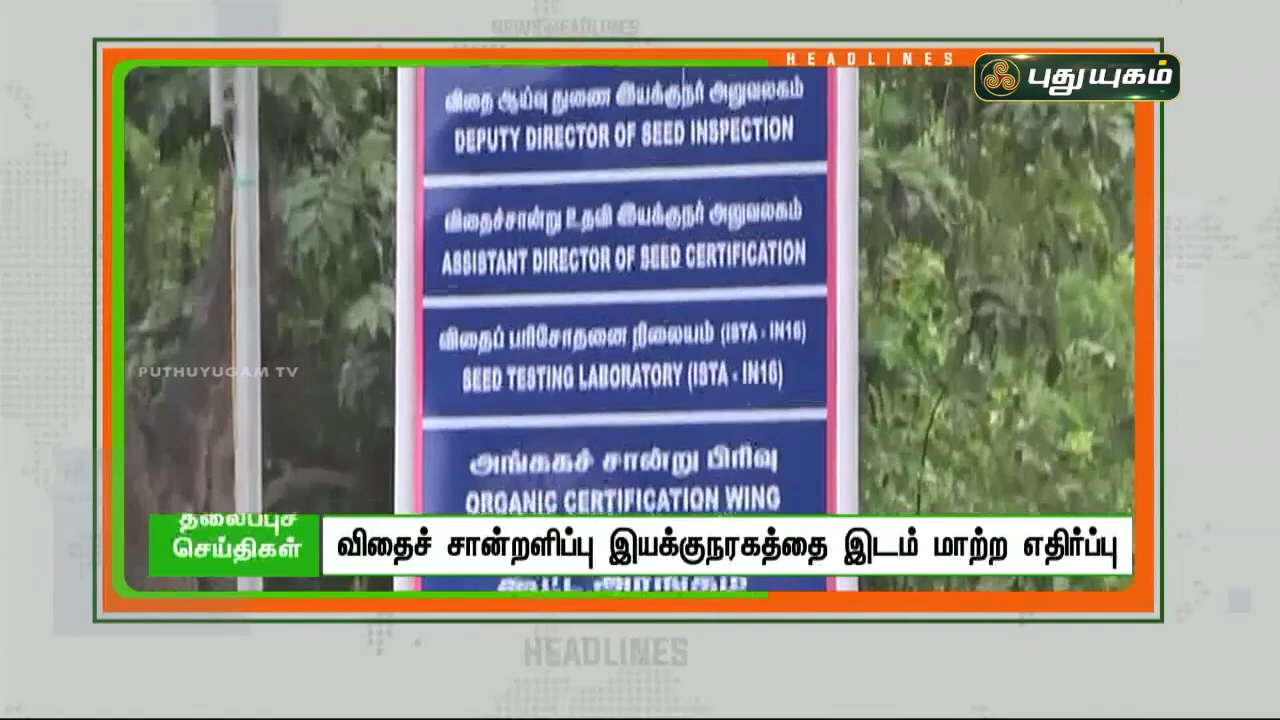 NEWS HEADLINES
HEADLINES
புதுயுகம்
விதை ஆய்வு துணை இயக்குநர் அலுவலகம்
DEPUTY DIRECTOR OF SEED INSPECTION
விதைச்சான்று உதவி இயக்குநர் அலுவலகம்
ASSISTANT DIRECTOR OF SEED CERTIFICATION
விதைப் பரிசோதனை நிலையம் (ISTA - IN16)
SEED TESTING LABORATORY (ISTA - IN16)
PUTHUYUGAM TV
அங்ககச் சான்று பிரிவு
ORGANIC CERTIFICATION WING
தலைப்புச்
செய்திகள்
விதைச் சான்றளிப்பு இயக்குநரகத்தை இடம் மாற்ற எதிர்ப்பு
HEADLINES